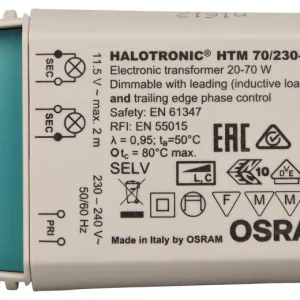 HALOTRONIC® HTM 70/230-
Electronic transformer 20-70 W
Dimmable with leading (inductive loa
and trailing edge phase control
Safety: EN 61347
RFI: EN 55015
λ = 0,95; ta=50°C
tc = 80°C max.
SELV
L,C
EAC
10
VDE
F M M
Made in Italy by OSRAM
OSRA
SEC
SEC
11.5 V~ max. 2 m
230 – 240 V~
50/60 Hz
PRI